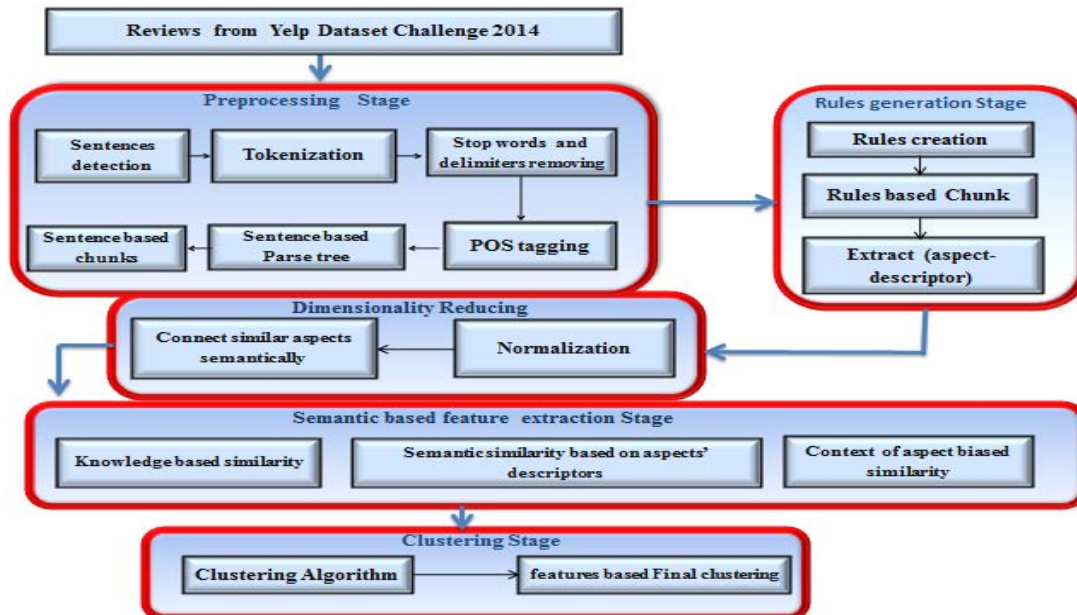 Reviews from Yelp Dataset Challenge 2014
Preprocessing Stage
Sentences
detection
Tokenization
Stop words and
delimiters removing
Sentence based
chunks
Sentence based
Parse tree
POS tagging
Rules generation Stage
Rules creation
Rules based Chunk
Extract (aspect-
descriptor)
Dimensionality Reducing
Connect similar aspects
semantically
Normalization
Semantic based feature extraction Stage
Knowledge based similarity
Semantic similarity based on aspects'
descriptors
Context of aspect biased
similarity
Clustering Stage
Clustering Algorithm
features based Final clustering